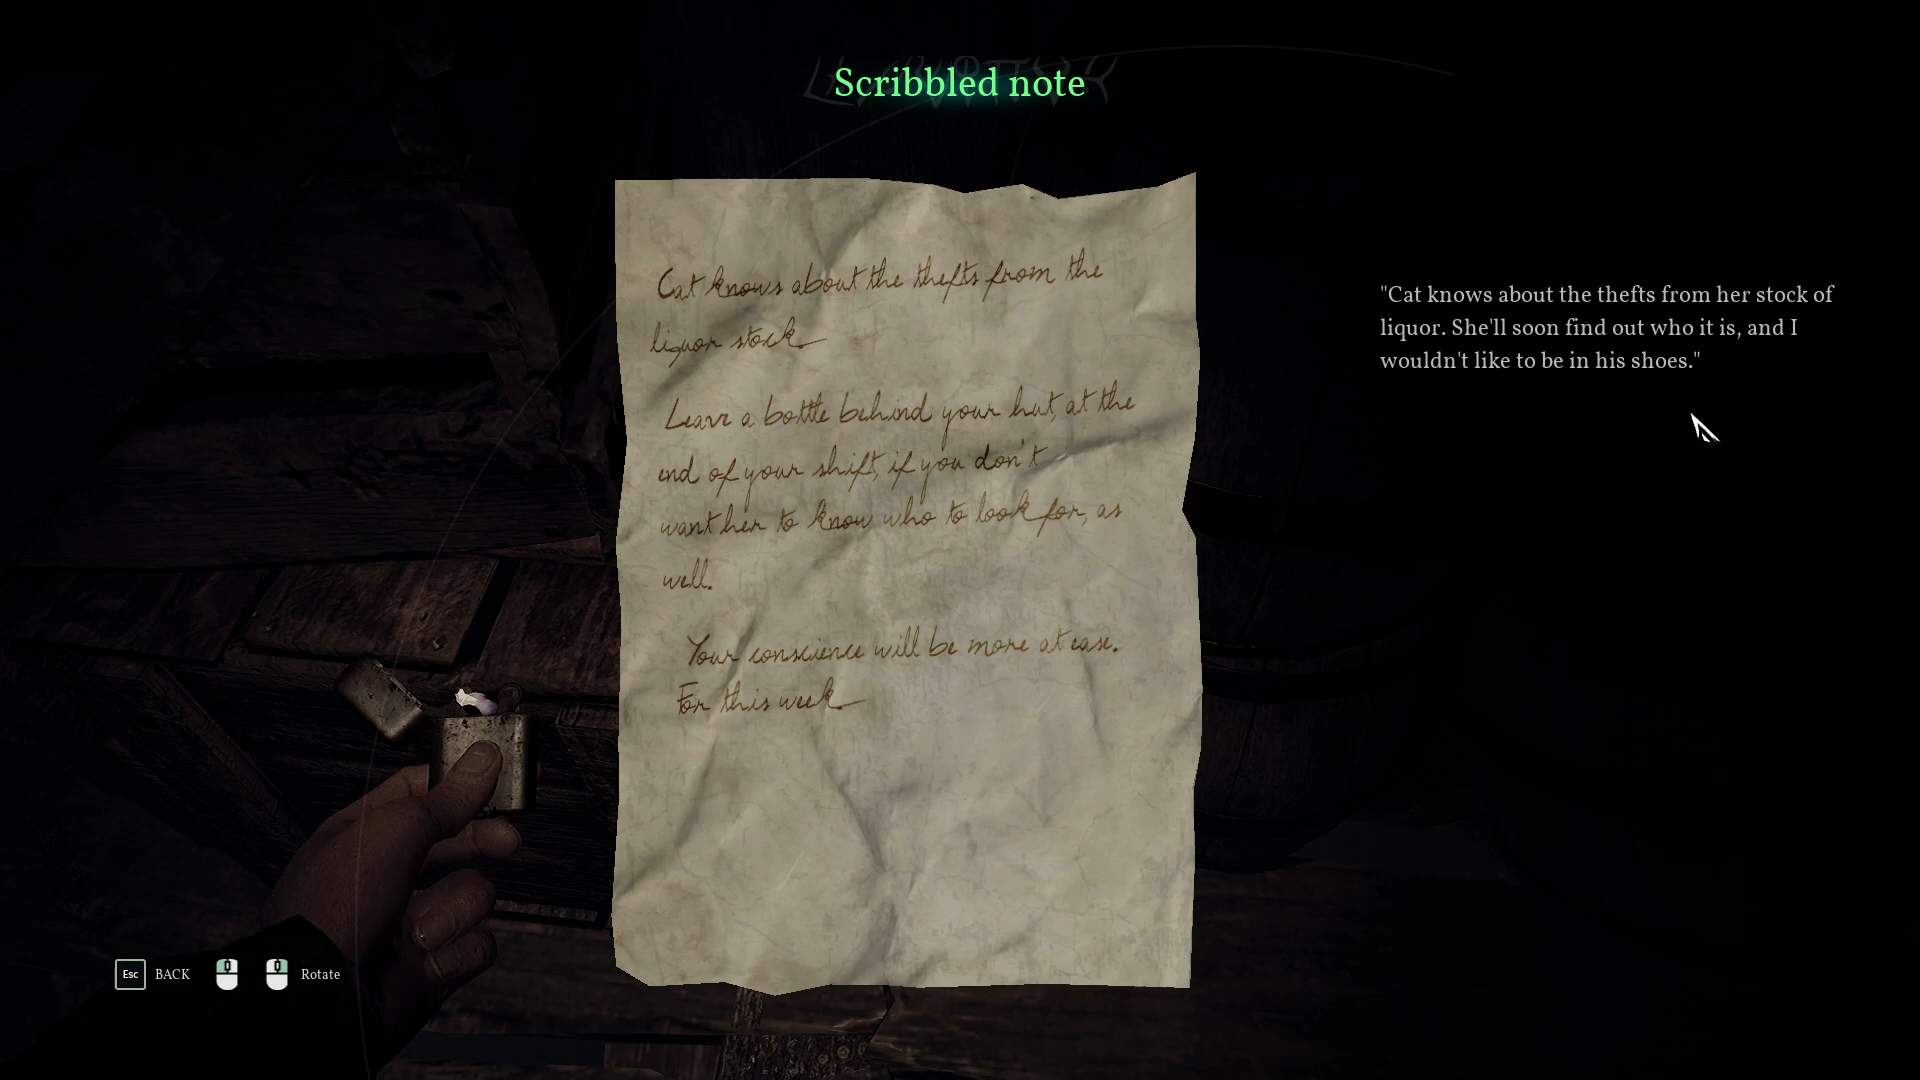 Scribbled note
Cat knows about the thefts from the
liquor stock
Leave a bottle behind your hut, at the
end of your shift, if you don't
want her to know who to look for, as
well.
Your conscience will be more at ease.
For this week
"Cat knows about the thefts from her stock of
liquor. She'll soon find out who it is, and I
wouldn't like to be in his shoes."
Esc BACK Rotate